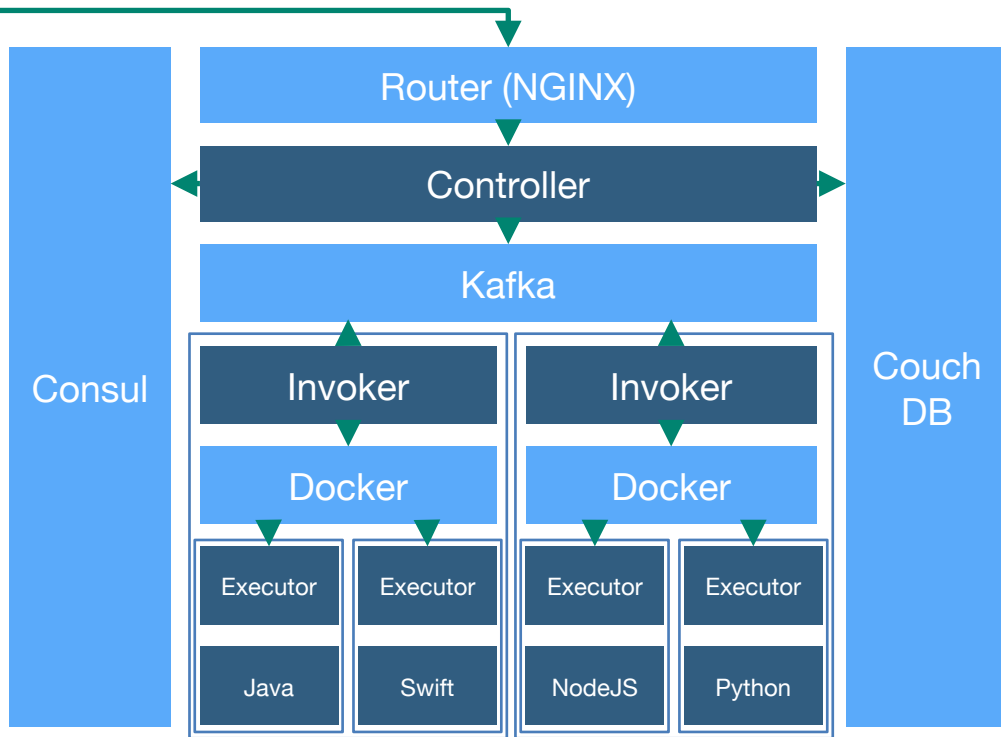 Router (NGINX)
Controller
Kafka
Consul
Couch
DB
Invoker
Invoker
Docker
Docker
Executor
Executor
Executor
Executor
Java
Swift
NodeJS
Python